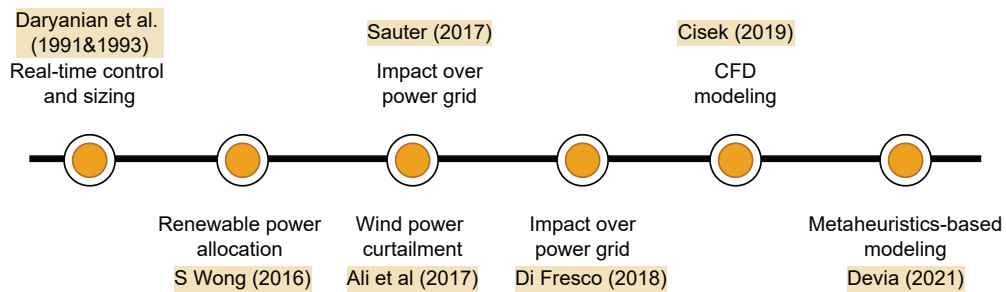 Daryanian et al.
(1991&1993)
Real-time control
and sizing
Sauter (2017)
Impact over
power grid
Cisek (2019)
CFD
modeling
Renewable power
allocation
S Wong (2016)
Wind power
curtailment
Ali et al (2017)
Impact over
power grid
Di Fresco (2018)
Metaheuristics-based
modeling
Devia (2021)